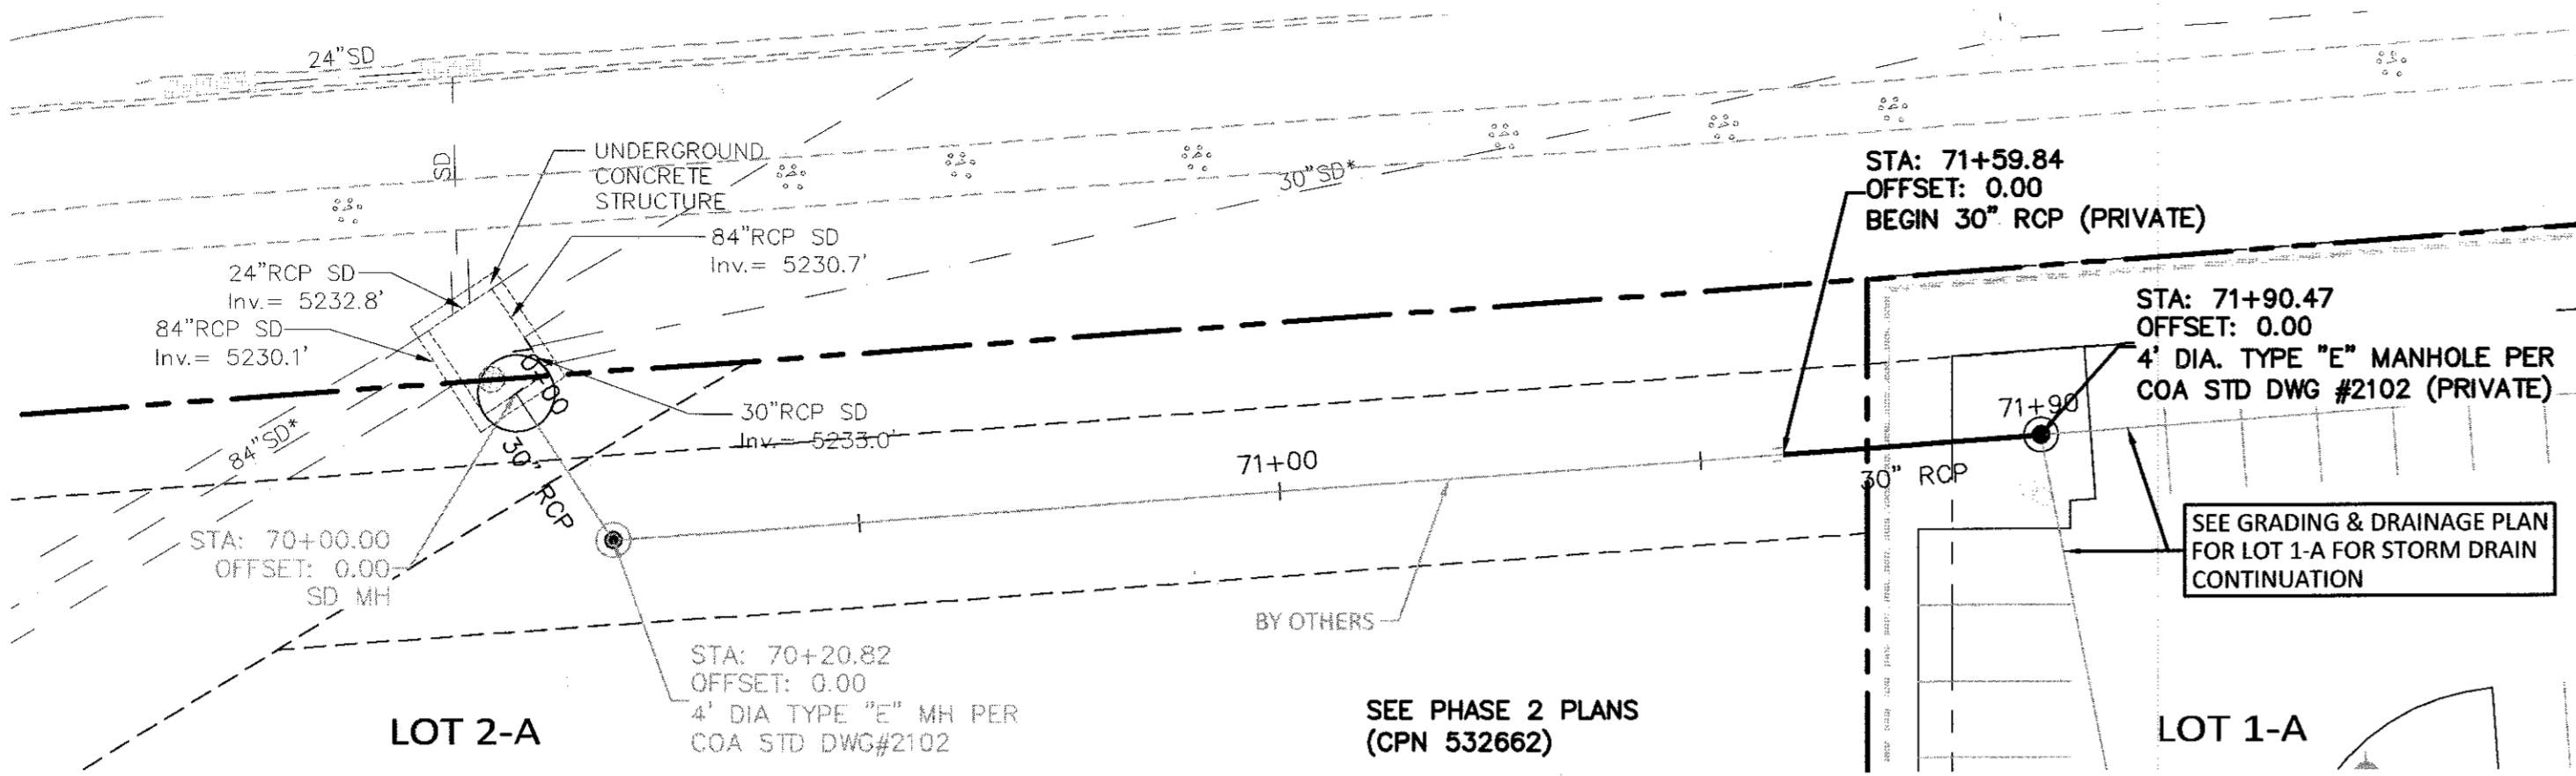 24"SD
SD
UNDERGROUND
CONCRETE
STRUCTURE
84"RCP SD
Inv.= 5230.7'
24"RCP SD
Inv.= 5232.8'
84"RCP SD
Inv.= 5230.1'
84"SD*
30"RCP SD
Inv.= 5233.0'
70+00
30" RCP
30"SD*
STA: 70+00.00
OFFSET: 0.00
SD MH
STA: 70+20.82
OFFSET: 0.00
4' DIA TYPE "E" MH PER
COA STD DWG#2102
LOT 2-A
71+00
BY OTHERS
SEE PHASE 2 PLANS
(CPN 532662)
STA: 71+59.84
OFFSET: 0.00
BEGIN 30" RCP (PRIVATE)
STA: 71+90.47
OFFSET: 0.00
4' DIA. TYPE "E" MANHOLE PER
COA STD DWG #2102 (PRIVATE)
71+90
30" RCP
SEE GRADING & DRAINAGE PLAN
FOR LOT 1-A FOR STORM DRAIN
CONTINUATION
LOT 1-A